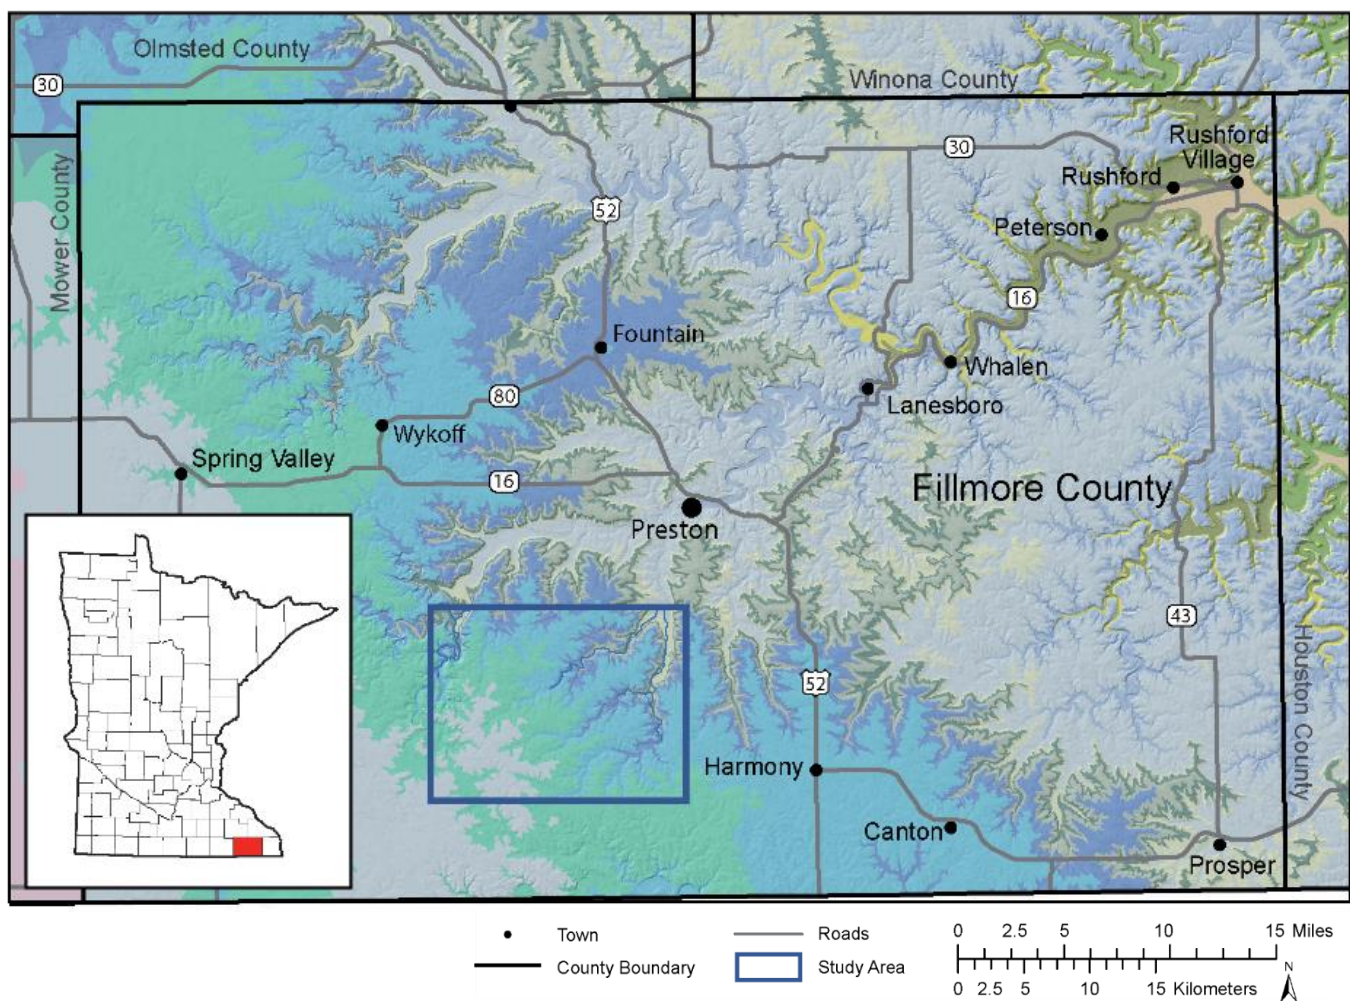 Olmsted County
30
Winona County
Mower County
30
Rushford
Village
Rushford
52
Peterson
16
Fountain
Whalen
80
Lanesboro
Wykoff
Spring Valley
16
Fillmore County
Preston
43
Houston County
52
Harmony
Canton
Prosper
Town
Roads
0 2.5 5 10 15 Miles
County Boundary
Study Area
0 2.5 5 10 15 Kilometers
N